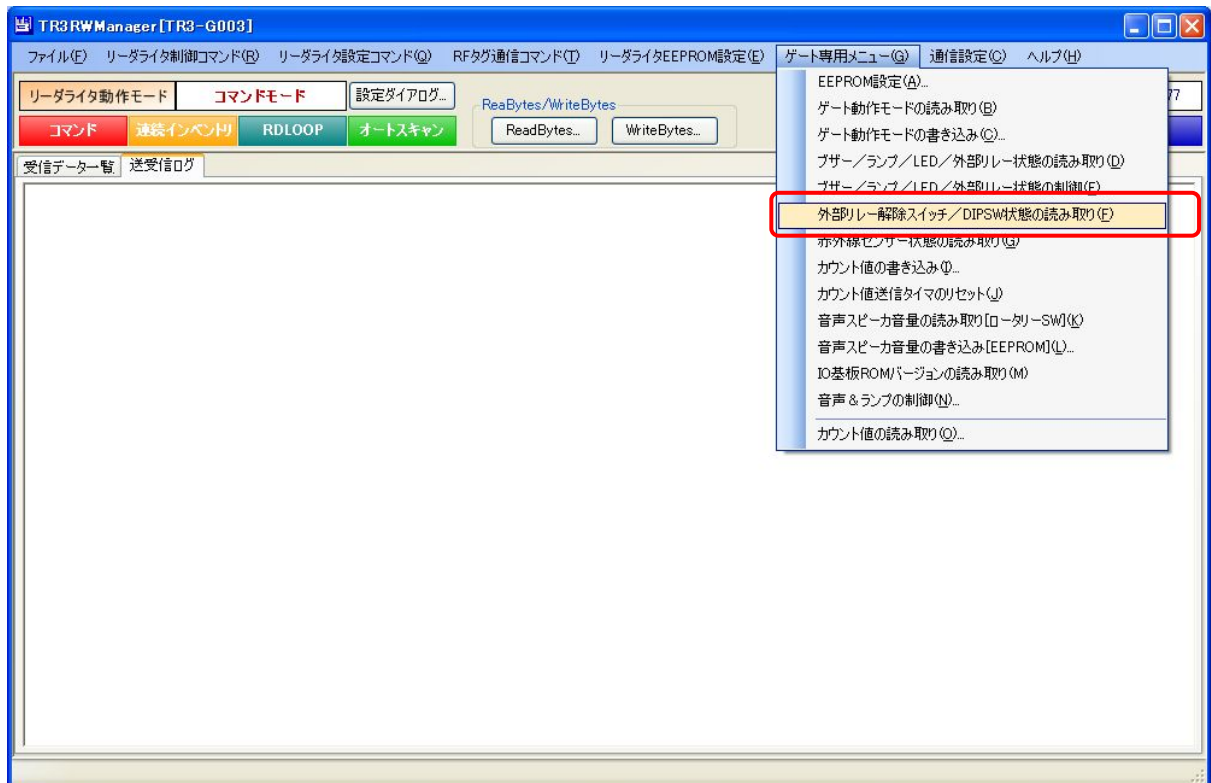 TR3RWManager[TR3-G003]
ファイル(F) リーダライタ制御コマンド(R) リーダライタ設定コマンド(Q) RFタグ通信コマンド(T) リーダライタEEPROM設定(E) ゲート専用メニュー(G) 通信設定(C) ヘルプ(H)
リーダライタ動作モード コマンドモード 設定ダイアログ...
ReaBytes/WriteBytes
コマンド 連続インベントリ RDLOOP オートスキャン ReadBytes... WriteBytes...
受信データ一覧 送受信ログ
EEPROM設定(A)...
ゲート動作モードの読み取り(B)
ゲート動作モードの書き込み(C)...
ブザー/ランプ/LED/外部リレー状態の読み取り(D)
ブザー/ランプ/LED/外部リレー状態の制御(E)
外部リレー解除スイッチ/DIPSW状態の読み取り(F)
赤外線センサー状態の読み取り(G)
カウント値の書き込み(I)...
カウント値送信タイマのリセット(J)
音声スピーカ音量の読み取り[ロータリーSW](K)
音声スピーカ音量の書き込み[EEPROM](L)...
IO基板ROMバージョンの読み取り(M)
音声&ランプの制御(N)...
カウント値の読み取り(O)...